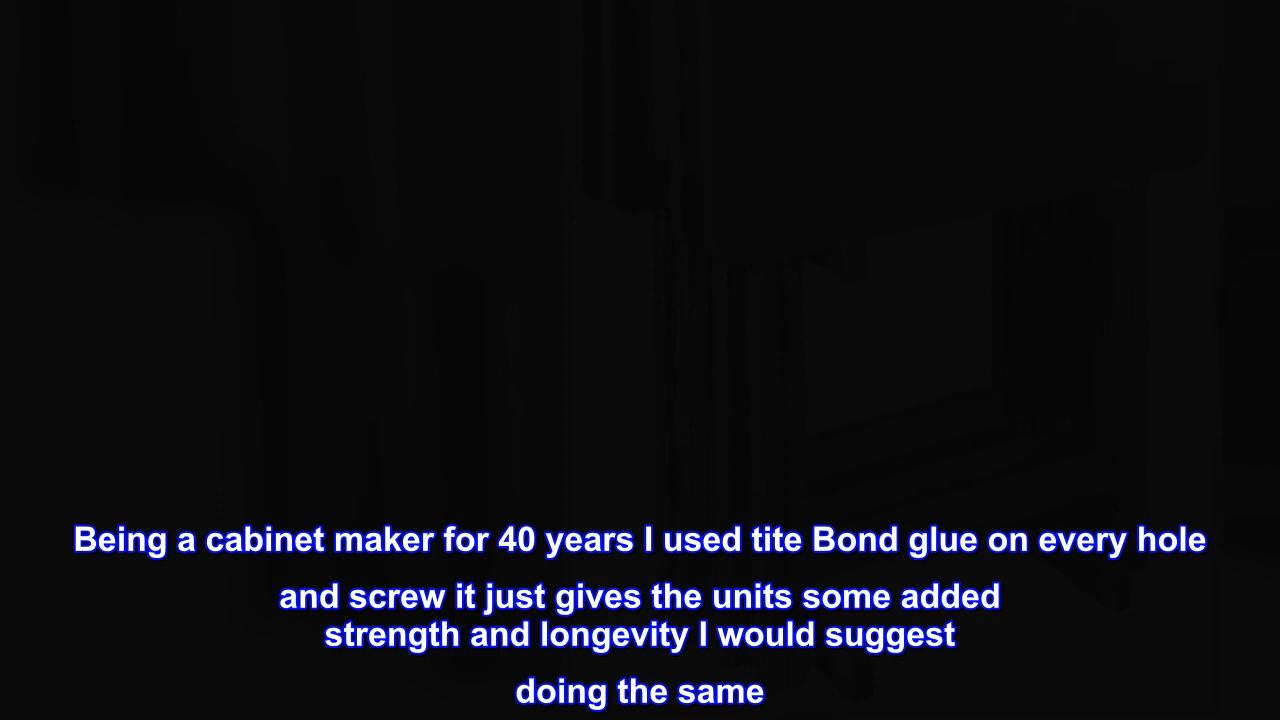 Being a cabinet maker for 40 years I used tite Bond glue on every hole
and screw it just gives the units some added
strength and longevity I would suggest
doing the same